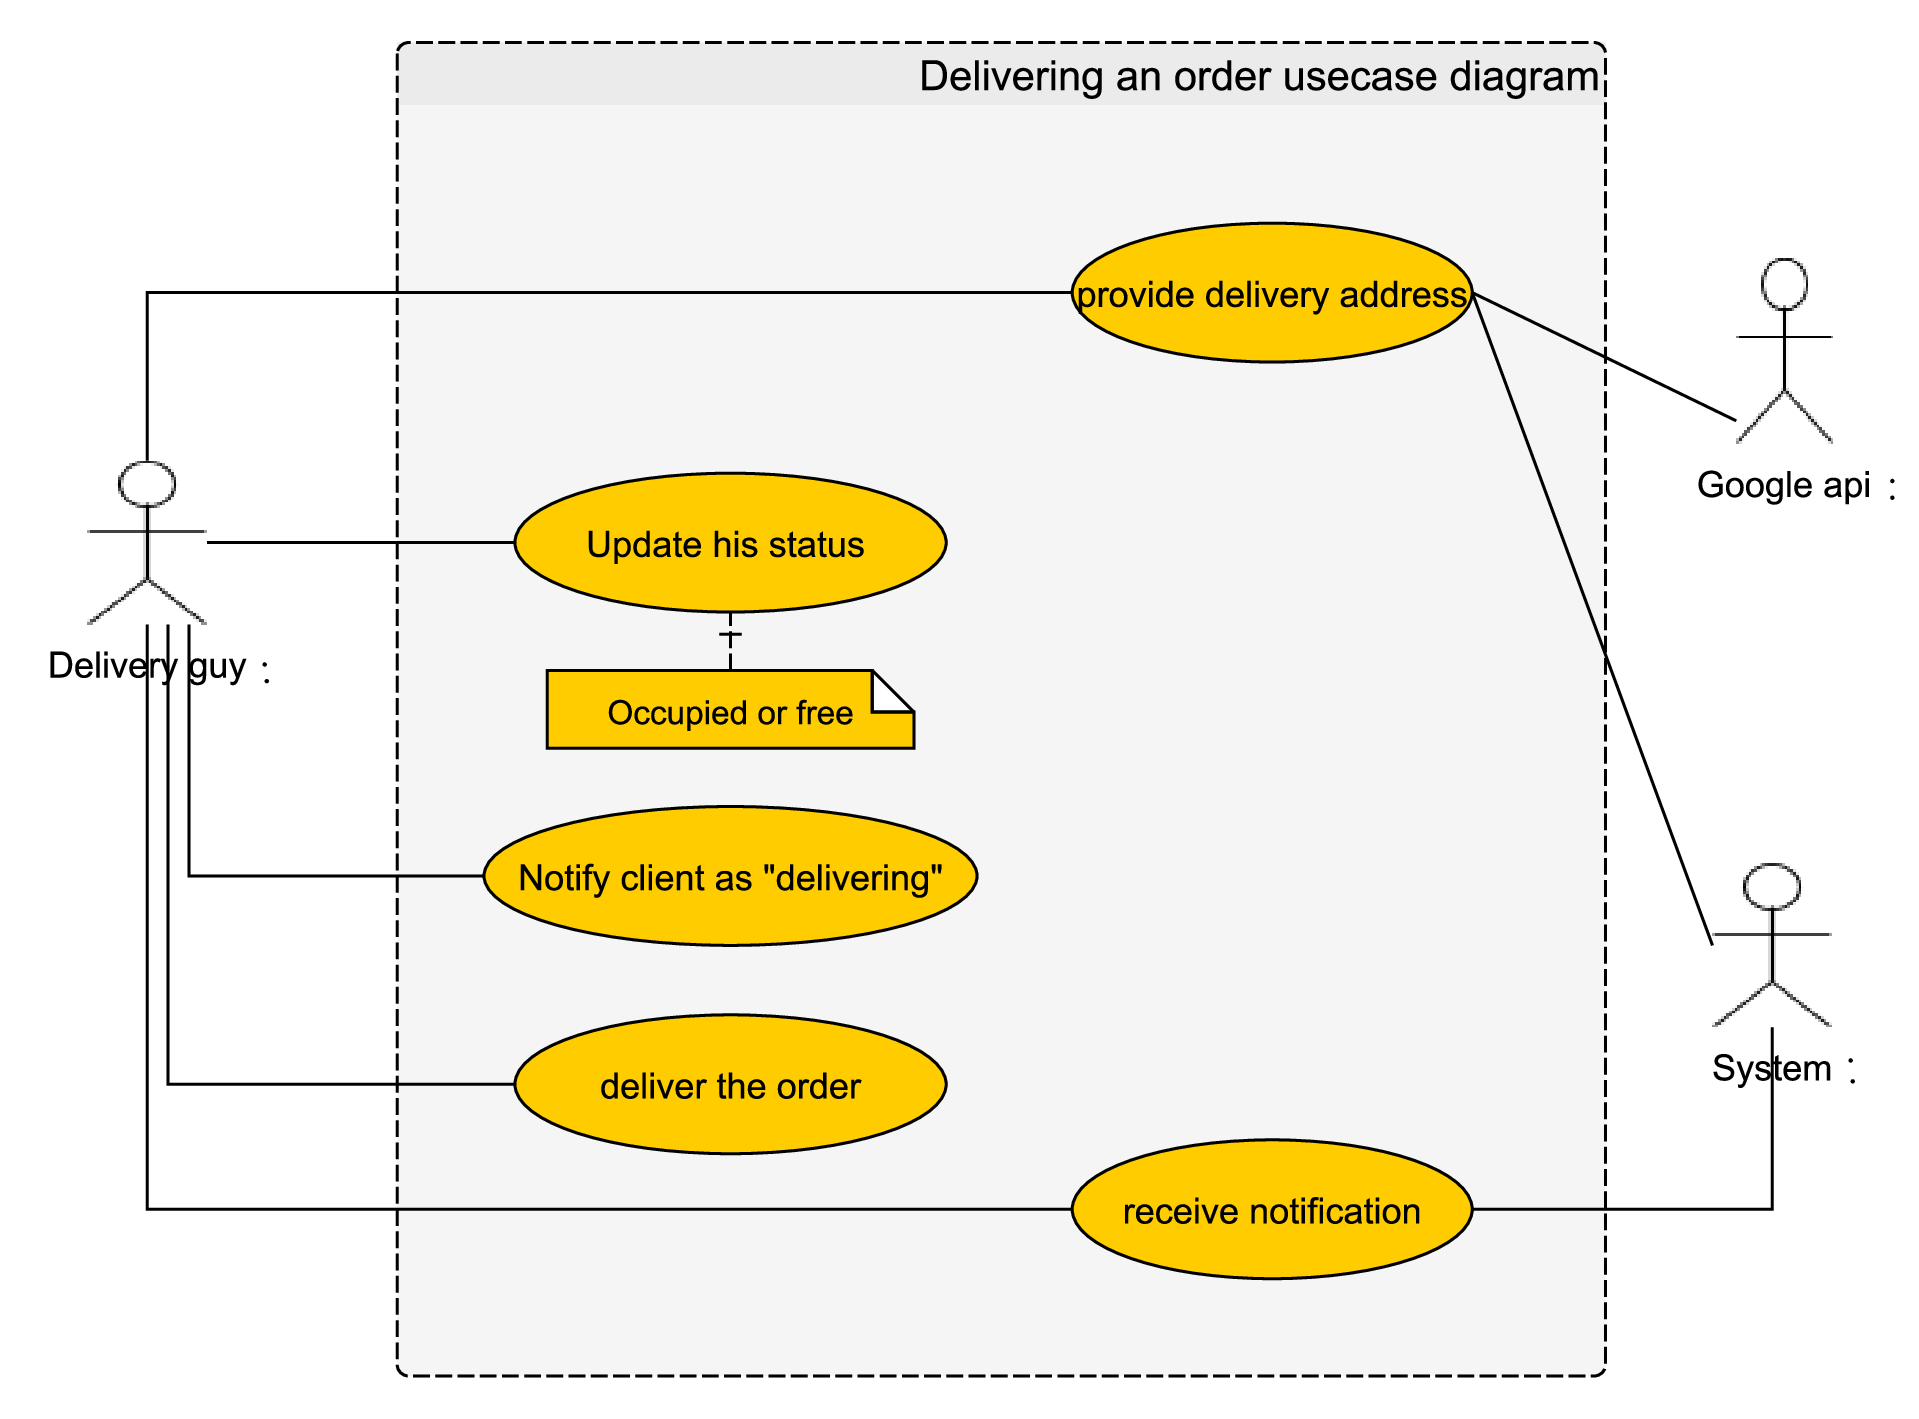 Delivering an order usecase diagram
provide delivery address
Google api :
Update his status
Delivery guy :
Occupied or free
Notify client as "delivering"
System :
deliver the order
receive notification